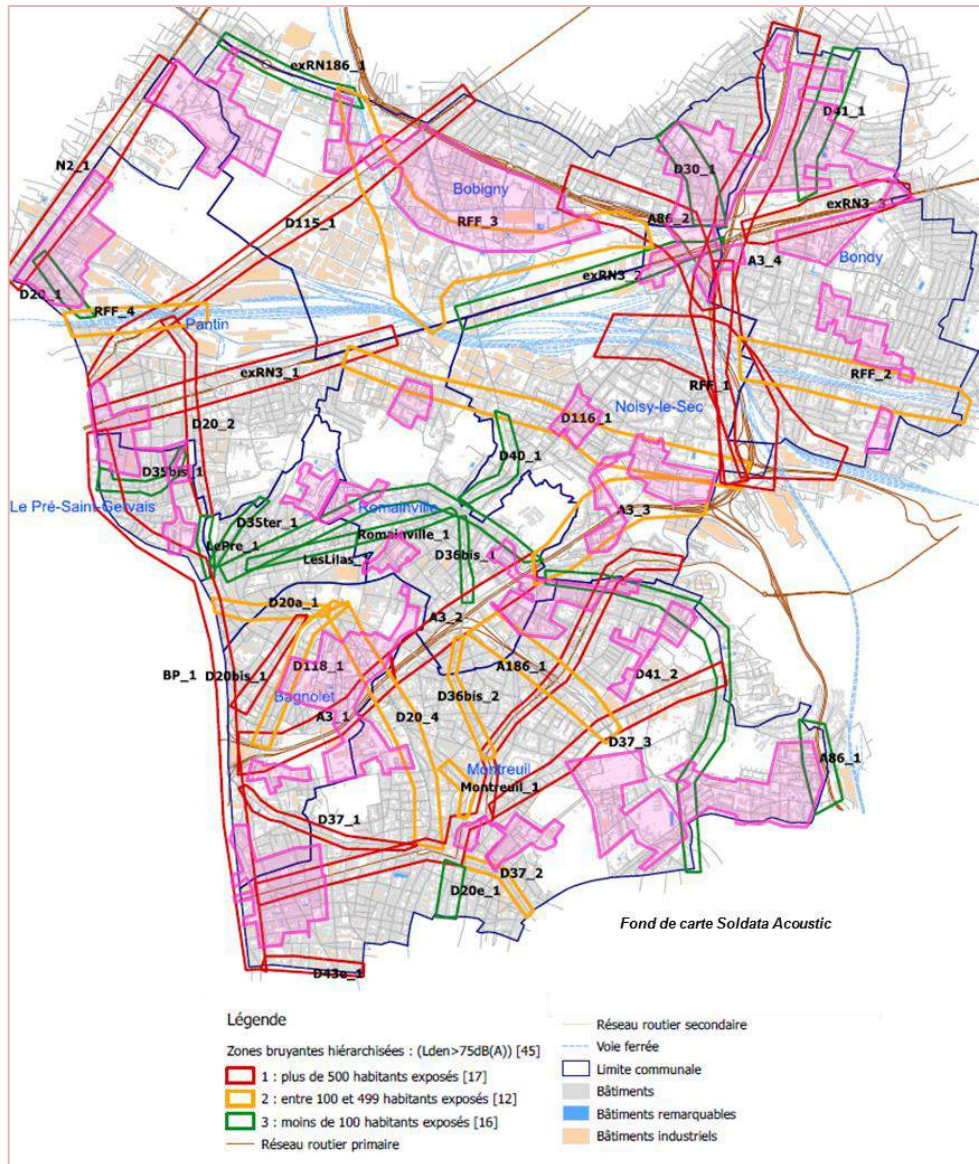 exRN186_1
D41_1
N2_1
D30_1
Bobigny
D115_1
RFF_3
A86_2
exRN3_3
exRN3_2
A3_4
Bondy
D20_1
RFF_4
Pantin
exRN3_1
RFF_1
RFF_2
Noisy-le-Sec
D116_1
D20_2
D40_1
D35bis_1
Le Pré-Saint-Gervais
Romainville
A3_3
D35ter_1
Romainville_1
LePre_1
LesLilas_1
D36bis_1
D20a_1
A3_2
BP_1
D20bis_1
D118_1
A186_1
D41_2
Bagnolet
D36bis_2
A3_1
D20_4
D37_3
A86_1
Montreuil
Montreuil_1
D37_1
D37_2
D20e_1
Fond de carte Soldata Acoustic
D43e_1
Légende
Zones bruyantes hiérarchisées : (Lden>75dB(A)) [45]
1 : plus de 500 habitants exposés [17]
2 : entre 100 et 499 habitants exposés [12]
3 : moins de 100 habitants exposés [16]
Réseau routier primaire
Réseau routier secondaire
Voie ferrée
Limite communale
Bâtiments
Bâtiments remarquables
Bâtiments industriels